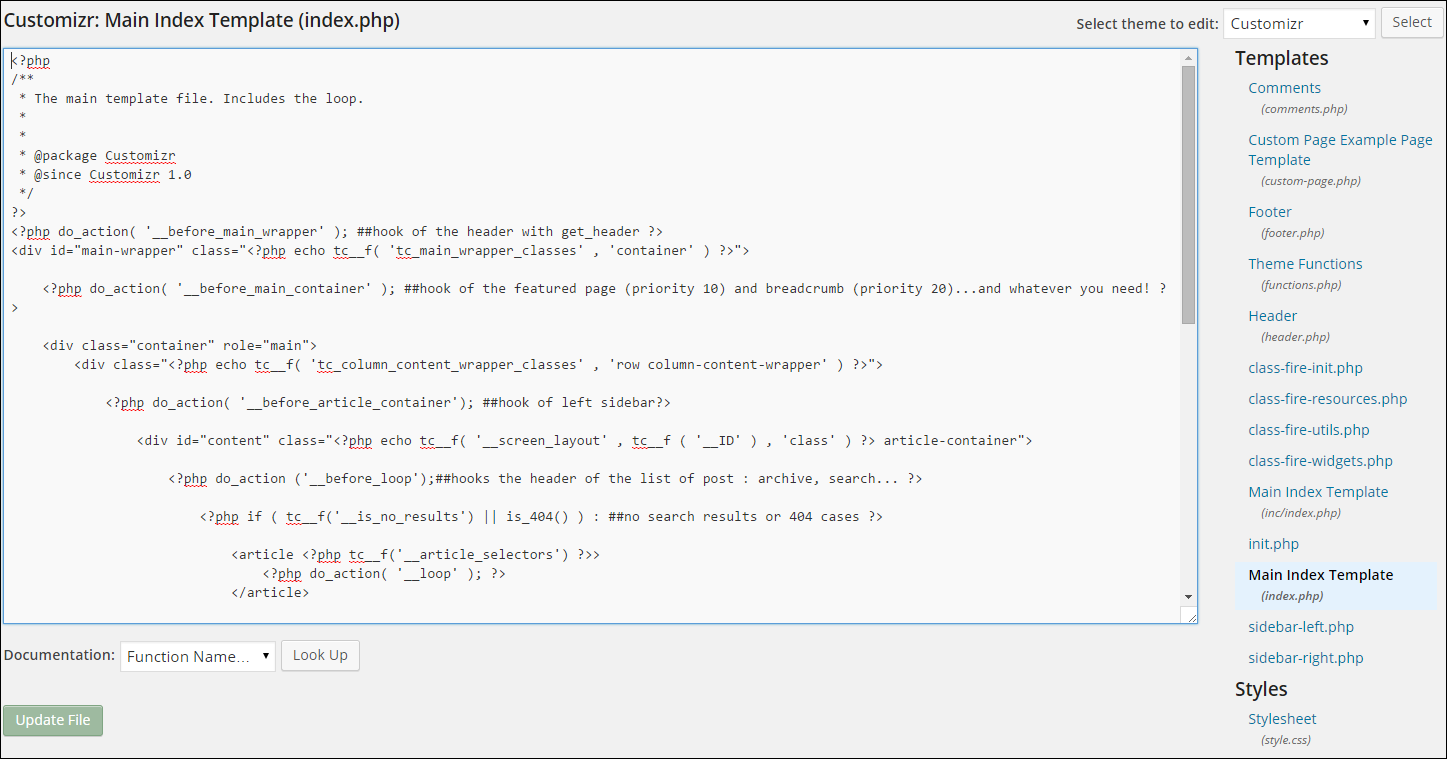 Customizr: Main Index Template (index.php)
Select theme to edit: Customizr Select
<?php
/**
 * The main template file. Includes the loop.
 *
 *
 * @package Customizr
 * @since Customizr 1.0
 */
?>
<?php do_action( '__before_main_wrapper' ); ##hook of the header with get_header ?>
<div id="main-wrapper" class="<?php echo tc__f( 'tc_main_wrapper_classes' , 'container' ) ?>">
    <?php do_action( '__before_main_container' ); ##hook of the featured page (priority 10) and breadcrumb (priority 20)...and whatever you need! ?
>
    <div class="container" role="main">
        <div class="<?php echo tc__f( 'tc_column_content_wrapper_classes' , 'row column-content-wrapper' ) ?>">
            <?php do_action( '__before_article_container'); ##hook of left sidebar?>
                <div id="content" class="<?php echo tc__f( '__screen_layout' , tc__f ( '__ID' ) , 'class' ) ?> article-container">
                    <?php do_action ('__before_loop');##hooks the header of the list of post : archive, search... ?>
                        <?php if ( tc__f('__is_no_results') || is_404() ) : ##no search results or 404 cases ?>
                            <article <?php tc__f('__article_selectors') ?>>
                                <?php do_action( '__loop' ); ?>
                            </article>
Documentation: Function Name... Look Up
Update File
Templates
Comments
(comments.php)
Custom Page Example Page
Template
(custom-page.php)
Footer
(footer.php)
Theme Functions
(functions.php)
Header
(header.php)
class-fire-init.php
class-fire-resources.php
class-fire-utils.php
class-fire-widgets.php
Main Index Template
(inc/index.php)
init.php
Main Index Template
(index.php)
sidebar-left.php
sidebar-right.php
Styles
Stylesheet
(style.css)